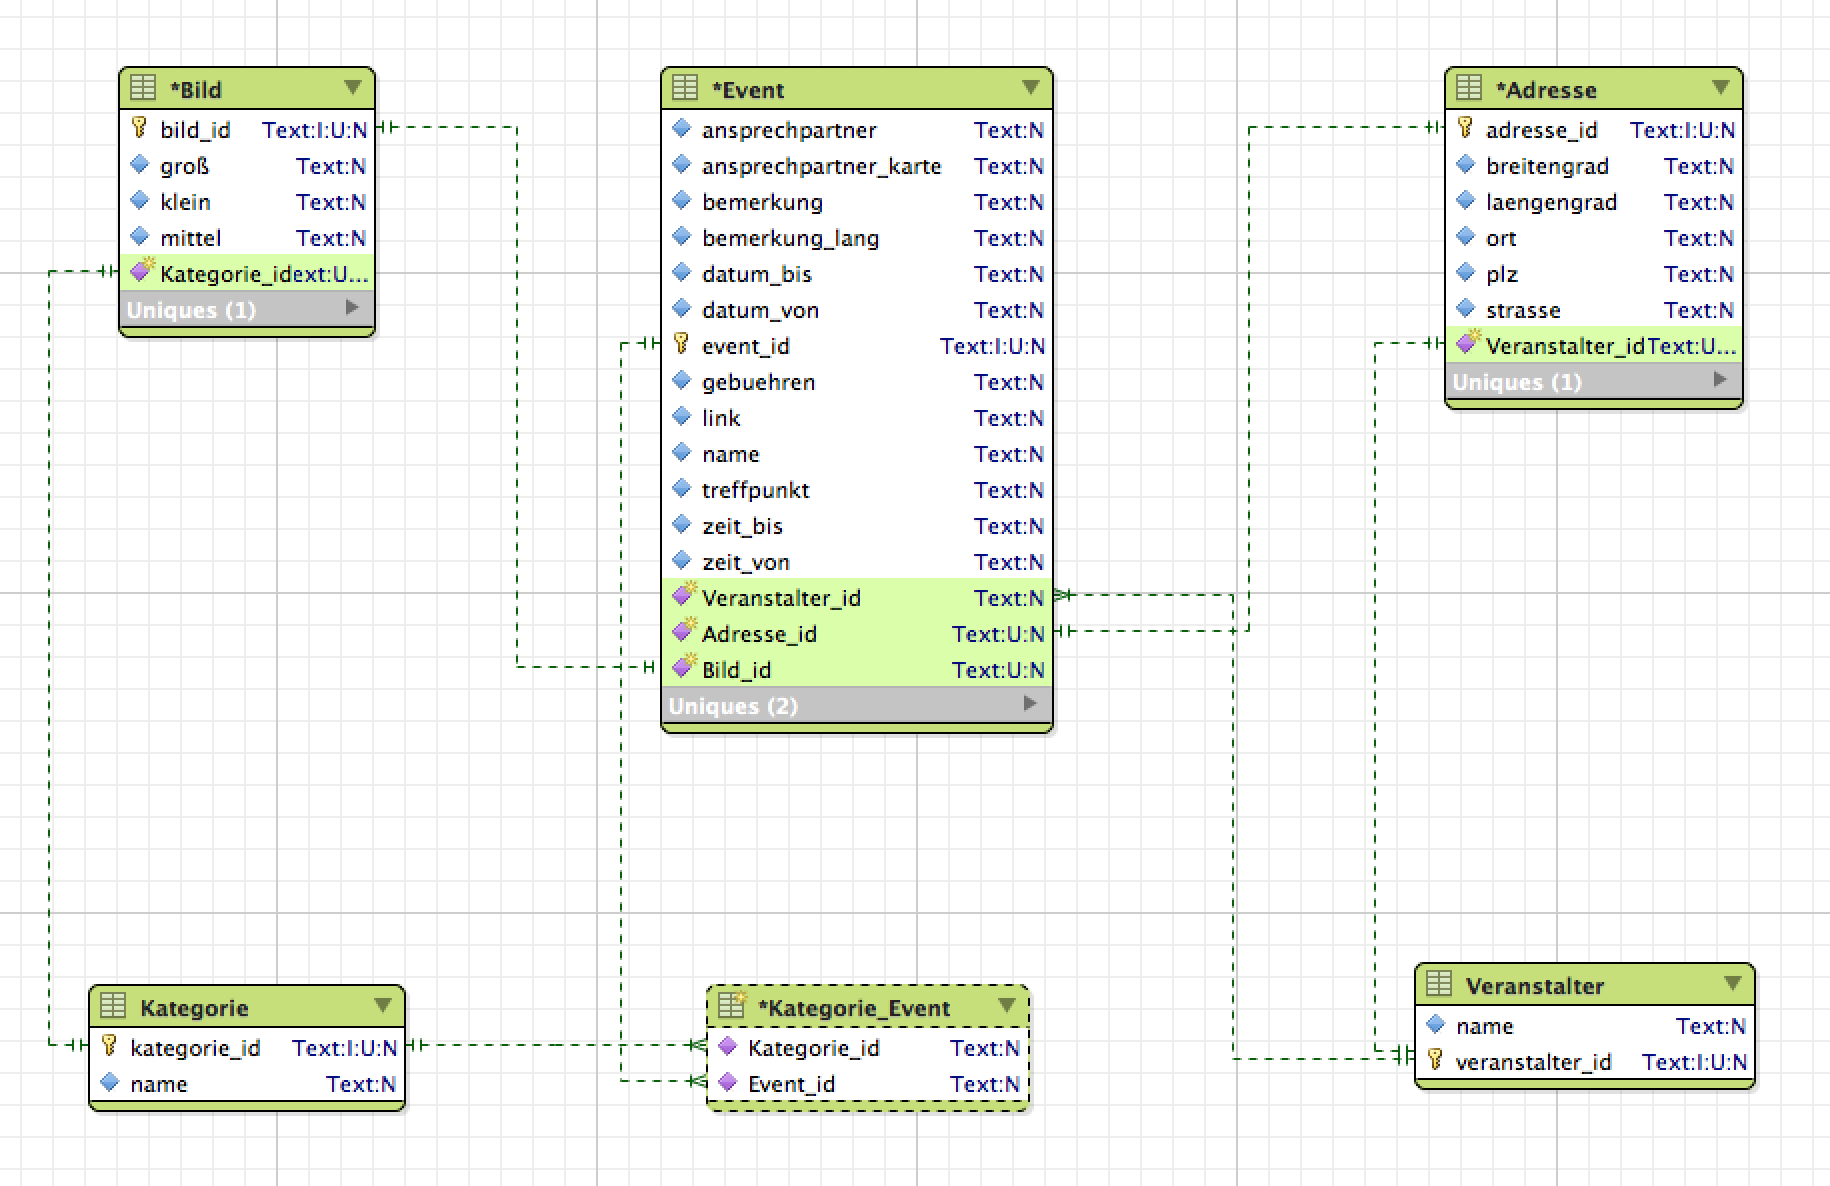 *Bild
bild_id Text:I:U:N
groß Text:N
klein Text:N
mittel Text:N
Kategorie_idext:U...
Uniques (1)
*Event
ansprechpartner Text:N
ansprechpartner_karte Text:N
bemerkung Text:N
bemerkung_lang Text:N
datum_bis Text:N
datum_von Text:N
event_id Text:I:U:N
gebuehren Text:N
link Text:N
name Text:N
treffpunkt Text:N
zeit_bis Text:N
zeit_von Text:N
Veranstalter_id Text:N
Adresse_id Text:U:N
Bild_id Text:U:N
Uniques (2)
*Adresse
adresse_id Text:I:U:N
breitengrad Text:N
laengengrad Text:N
ort Text:N
plz Text:N
strasse Text:N
Veranstalter_idText:U...
Uniques (1)
Kategorie
kategorie_id Text:I:U:N
name Text:N
*Kategorie_Event
Kategorie_id Text:N
Event_id Text:N
Veranstalter
name Text:N
veranstalter_id Text:I:U:N